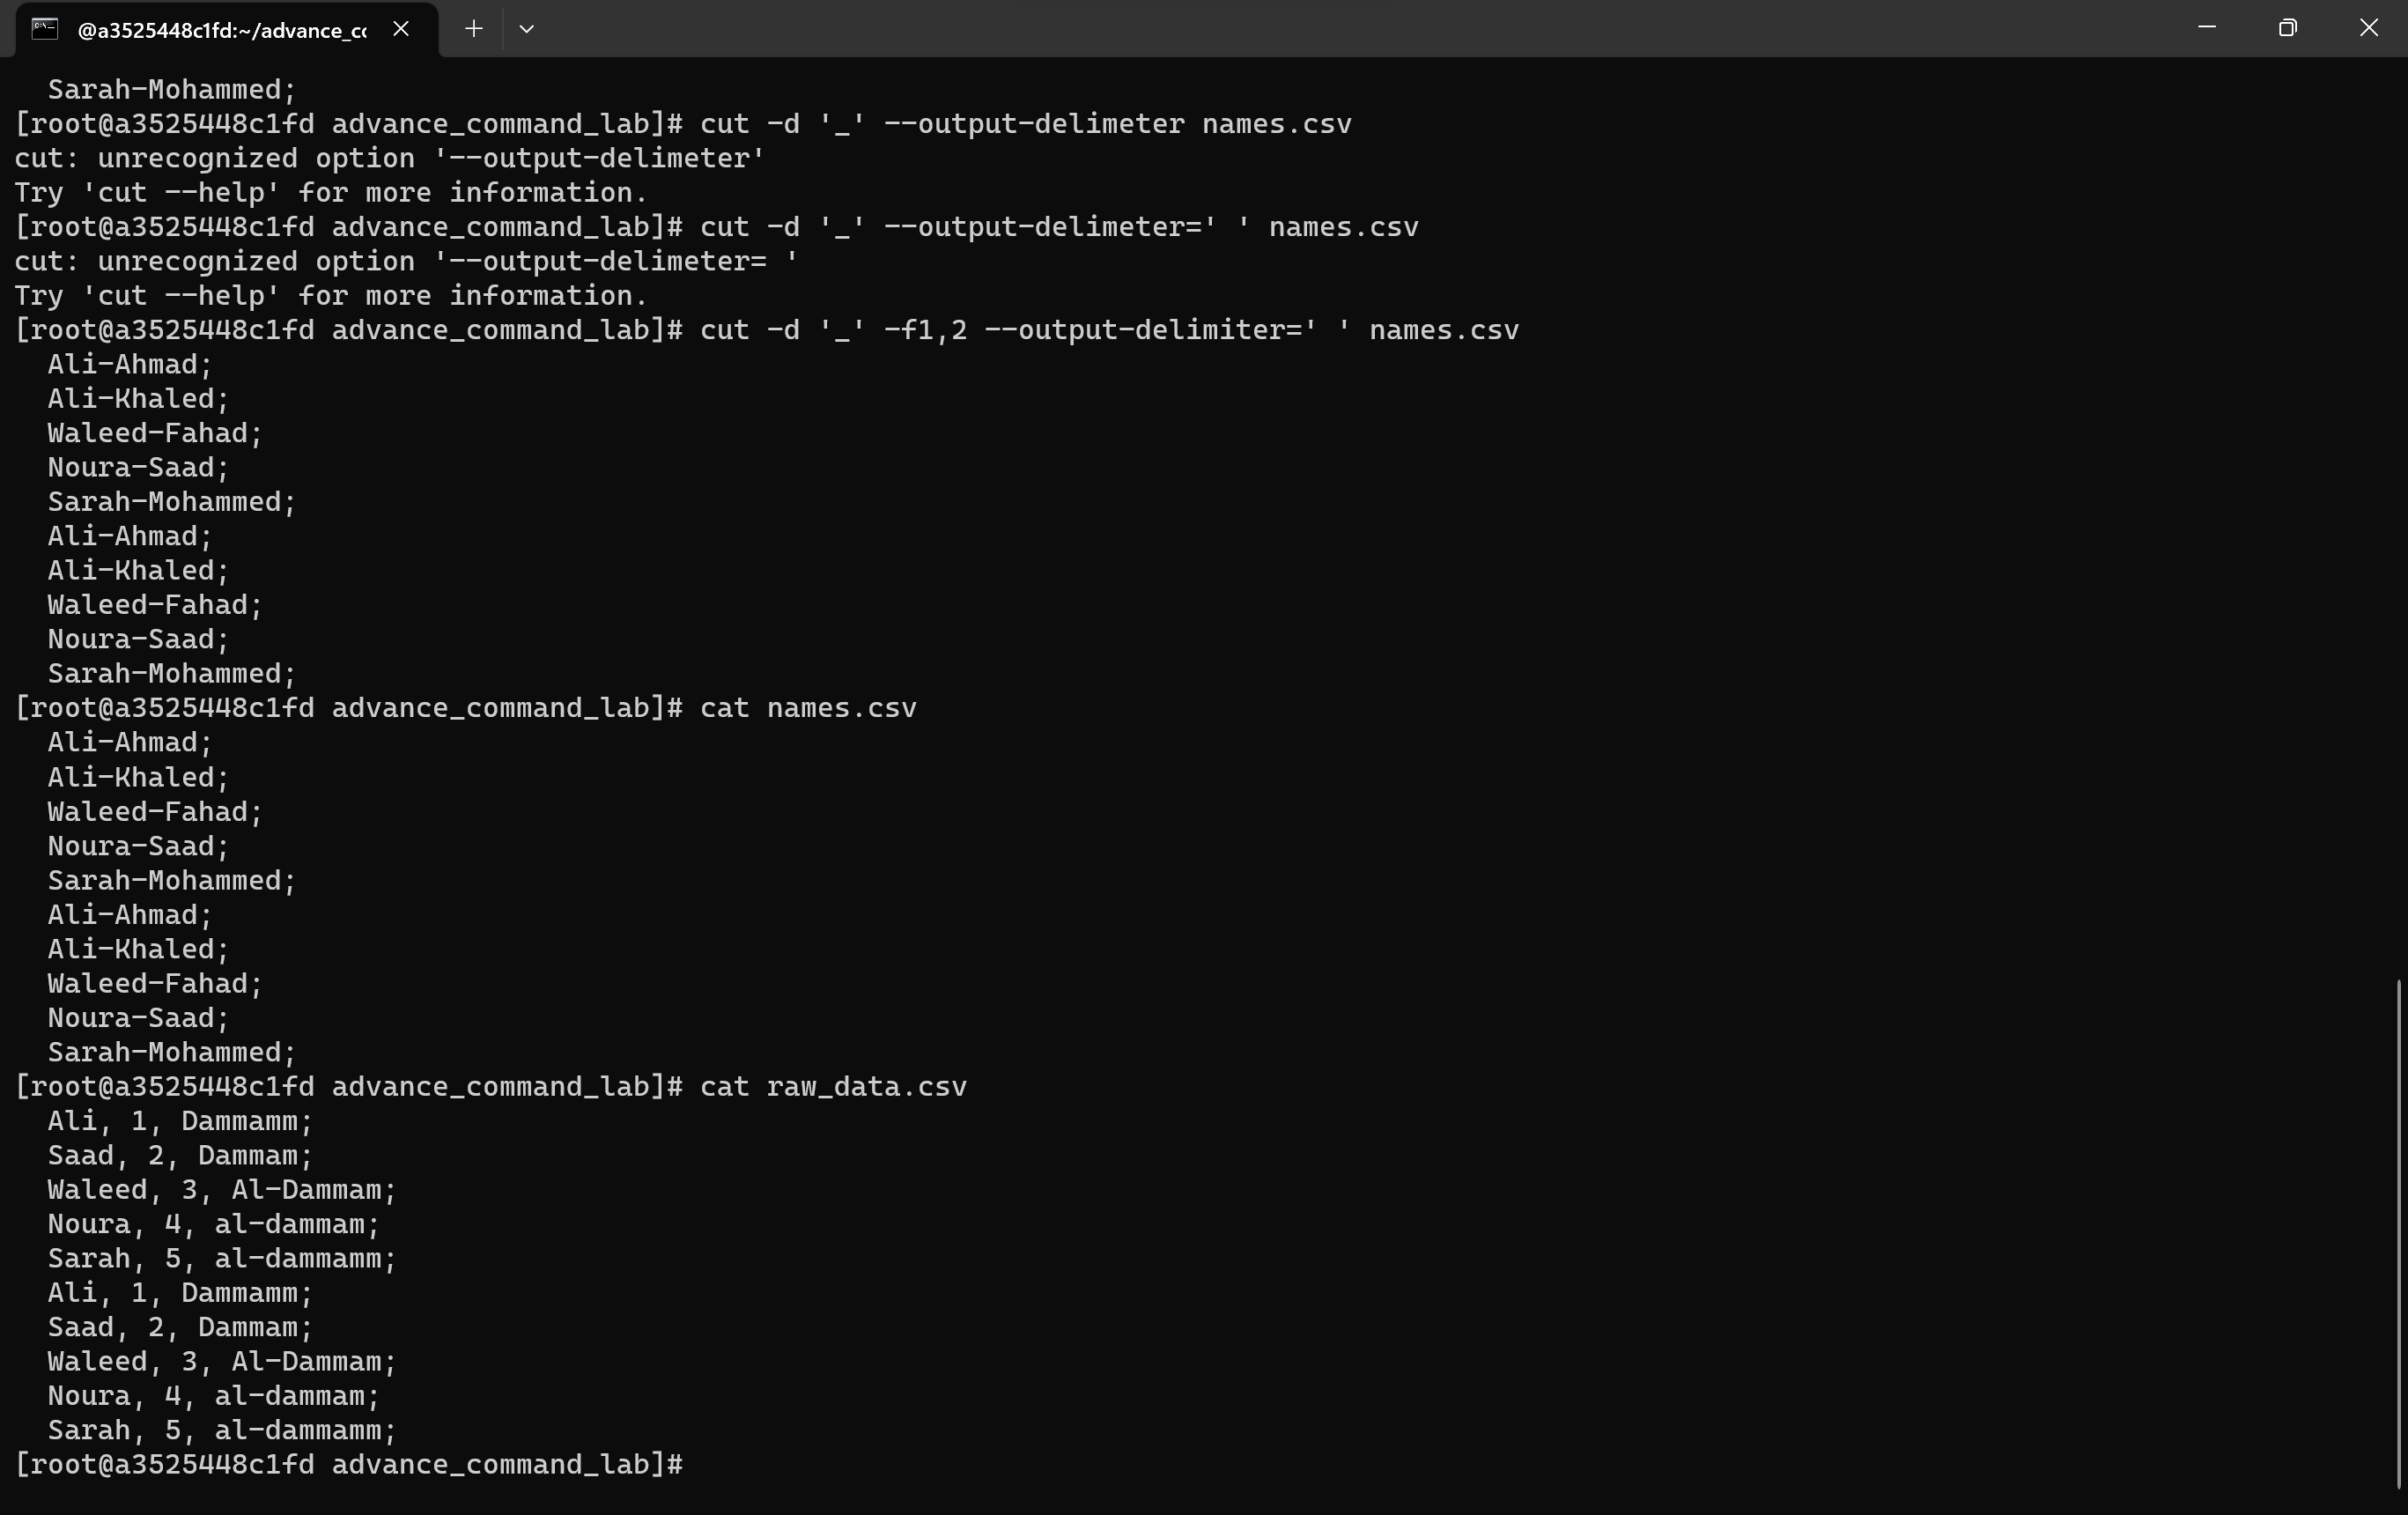 @a3525448c1fd:~/advance_cc
Sarah-Mohammed;
[root@a3525448c1fd advance_command_lab]# cut -d '_' --output-delimeter names.csv
cut: unrecognized option '--output-delimeter'
Try 'cut --help' for more information.
[root@a3525448c1fd advance_command_lab]# cut -d '_' --output-delimeter=' ' names.csv
cut: unrecognized option '--output-delimeter= '
Try 'cut --help' for more information.
[root@a3525448c1fd advance_command_lab]# cut -d '_' -f1,2 --output-delimiter=' ' names.csv
  Ali-Ahmad;
  Ali-Khaled;
  Waleed-Fahad;
  Noura-Saad;
  Sarah-Mohammed;
  Ali-Ahmad;
  Ali-Khaled;
  Waleed-Fahad;
  Noura-Saad;
  Sarah-Mohammed;
[root@a3525448c1fd advance_command_lab]# cat names.csv
  Ali-Ahmad;
  Ali-Khaled;
  Waleed-Fahad;
  Noura-Saad;
  Sarah-Mohammed;
  Ali-Ahmad;
  Ali-Khaled;
  Waleed-Fahad;
  Noura-Saad;
  Sarah-Mohammed;
[root@a3525448c1fd advance_command_lab]# cat raw_data.csv
  Ali, 1, Dammamm;
  Saad, 2, Dammam;
  Waleed, 3, Al-Dammam;
  Noura, 4, al-dammam;
  Sarah, 5, al-dammamm;
  Ali, 1, Dammamm;
  Saad, 2, Dammam;
  Waleed, 3, Al-Dammam;
  Noura, 4, al-dammam;
  Sarah, 5, al-dammamm;
[root@a3525448c1fd advance_command_lab]#